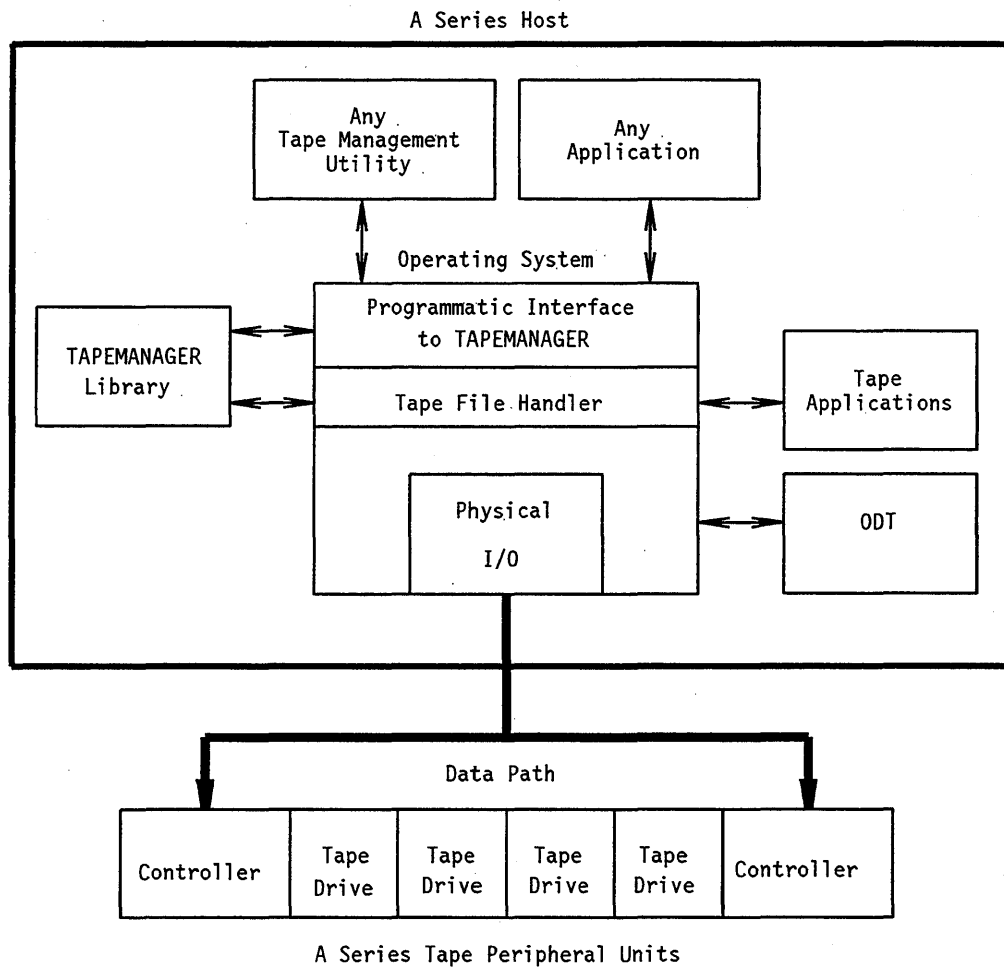 A Series Host
Any
Tape Management
Utility
Any
Application
Operating System
Programmatic Interface
to TAPEMANAGER
TAPEMANAGER
Library
Tape File Handler
Tape
Applications
Physical
I/O
ODT
Data Path
Controller
Tape
Drive
Tape
Drive
Tape
Drive
Tape
Drive
Controller
A Series Tape Peripheral Units